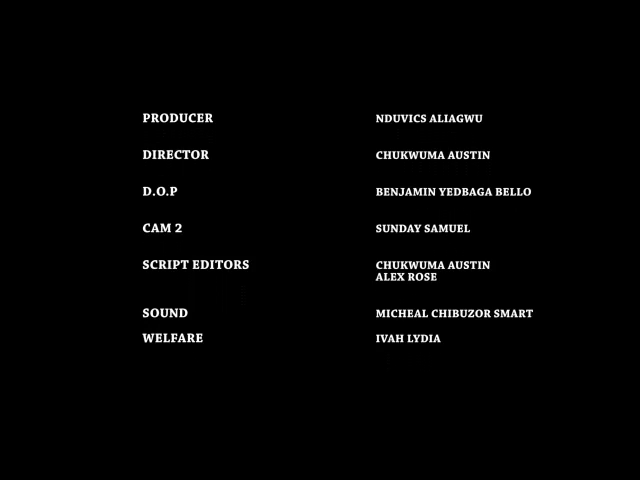 PRODUCER NDUVICS ALIAGWU
DIRECTOR CHUKWUMA AUSTIN
D.O.P BENJAMIN YEDBAGA BELLO
CAM 2 SUNDAY SAMUEL
SCRIPT EDITORS CHUKWUMA AUSTIN
ALEX ROSE
SOUND MICHEAL CHIBUZOR SMART
WELFARE IVAH LYDIA